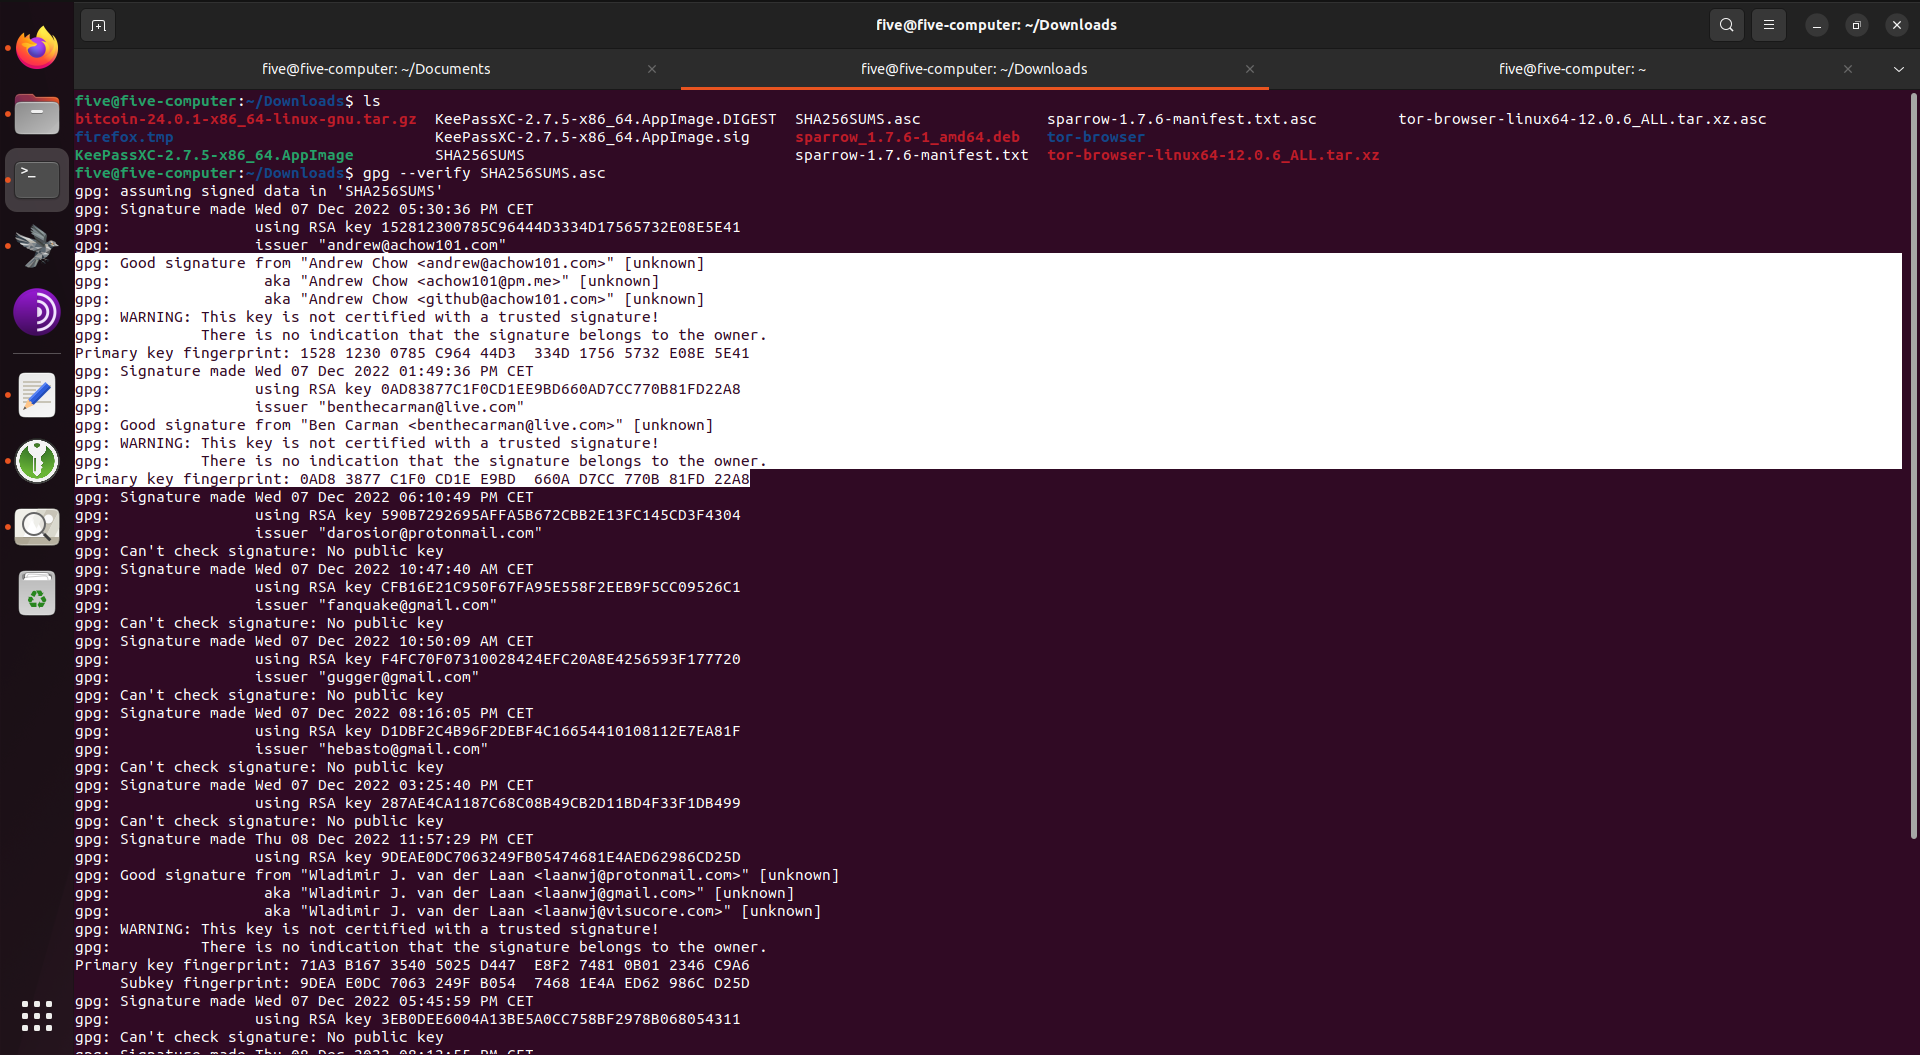 five@five-computer: ~/Downloads
five@five-computer: ~/Documents × five@five-computer: ~/Downloads × five@five-computer: ~ ×
five@five-computer:~/Downloads$ ls
bitcoin-24.0.1-x86_64-linux-gnu.tar.gz KeePassXC-2.7.5-x86_64.AppImage.DIGEST SHA256SUMS.asc sparrow-1.7.6-manifest.txt.asc tor-browser-linux64-12.0.6_ALL.tar.xz.asc
firefox.tmp KeePassXC-2.7.5-x86_64.AppImage.sig sparrow_1.7.6-1_amd64.deb tor-browser
KeePassXC-2.7.5-x86_64.AppImage SHA256SUMS sparrow-1.7.6-manifest.txt tor-browser-linux64-12.0.6_ALL.tar.xz
five@five-computer:~/Downloads$ gpg --verify SHA256SUMS.asc
gpg: assuming signed data in 'SHA256SUMS'
gpg: Signature made Wed 07 Dec 2022 05:30:36 PM CET
gpg: using RSA key 152812300785C96444D3334D17565732E08E5E41
gpg: issuer "andrew@achow101.com"
gpg: Good signature from "Andrew Chow <andrew@achow101.com>" [unknown]
gpg: aka "Andrew Chow <achow101@pm.me>" [unknown]
gpg: aka "Andrew Chow <github@achow101.com>" [unknown]
gpg: WARNING: This key is not certified with a trusted signature!
gpg: There is no indication that the signature belongs to the owner.
Primary key fingerprint: 1528 1230 0785 C964 44D3 334D 1756 5732 E08E 5E41
gpg: Signature made Wed 07 Dec 2022 01:49:36 PM CET
gpg: using RSA key 0AD83877C1F0CD1EE9BD660AD7CC770B81FD22A8
gpg: issuer "benthecarman@live.com"
gpg: Good signature from "Ben Carman <benthecarman@live.com>" [unknown]
gpg: WARNING: This key is not certified with a trusted signature!
gpg: There is no indication that the signature belongs to the owner.
Primary key fingerprint: 0AD8 3877 C1F0 CD1E E9BD 660A D7CC 770B 81FD 22A8
gpg: Signature made Wed 07 Dec 2022 06:10:49 PM CET
gpg: using RSA key 590B7292695AFFA5B672CBB2E13FC145CD3F4304
gpg: issuer "darosior@protonmail.com"
gpg: Can't check signature: No public key
gpg: Signature made Wed 07 Dec 2022 10:47:40 AM CET
gpg: using RSA key CFB16E21C950F67FA95E558F2EEB9F5CC09526C1
gpg: issuer "fanquake@gmail.com"
gpg: Can't check signature: No public key
gpg: Signature made Wed 07 Dec 2022 10:50:09 AM CET
gpg: using RSA key F4FC70F07310028424EFC20A8E4256593F177720
gpg: issuer "gugger@gmail.com"
gpg: Can't check signature: No public key
gpg: Signature made Wed 07 Dec 2022 08:16:05 PM CET
gpg: using RSA key D1DBF2C4B96F2DEBF4C16654410108112E7EA81F
gpg: issuer "hebasto@gmail.com"
gpg: Can't check signature: No public key
gpg: Signature made Wed 07 Dec 2022 03:25:40 PM CET
gpg: using RSA key 287AE4CA1187C68C08B49CB2D11BD4F33F1DB499
gpg: Can't check signature: No public key
gpg: Signature made Thu 08 Dec 2022 11:57:29 PM CET
gpg: using RSA key 9DEAE0DC7063249FB05474681E4AED62986CD25D
gpg: Good signature from "Wladimir J. van der Laan <laanwj@protonmail.com>" [unknown]
gpg: aka "Wladimir J. van der Laan <laanwj@gmail.com>" [unknown]
gpg: aka "Wladimir J. van der Laan <laanwj@visucore.com>" [unknown]
gpg: WARNING: This key is not certified with a trusted signature!
gpg: There is no indication that the signature belongs to the owner.
Primary key fingerprint: 71A3 B167 3540 5025 D447 E8F2 7481 0B01 2346 C9A6
Subkey fingerprint: 9DEA E0DC 7063 249F B054 7468 1E4A ED62 986C D25D
gpg: Signature made Wed 07 Dec 2022 05:45:59 PM CET
gpg: using RSA key 3EB0DEE6004A13BE5A0CC758BF2978B068054311
gpg: Can't check signature: No public key